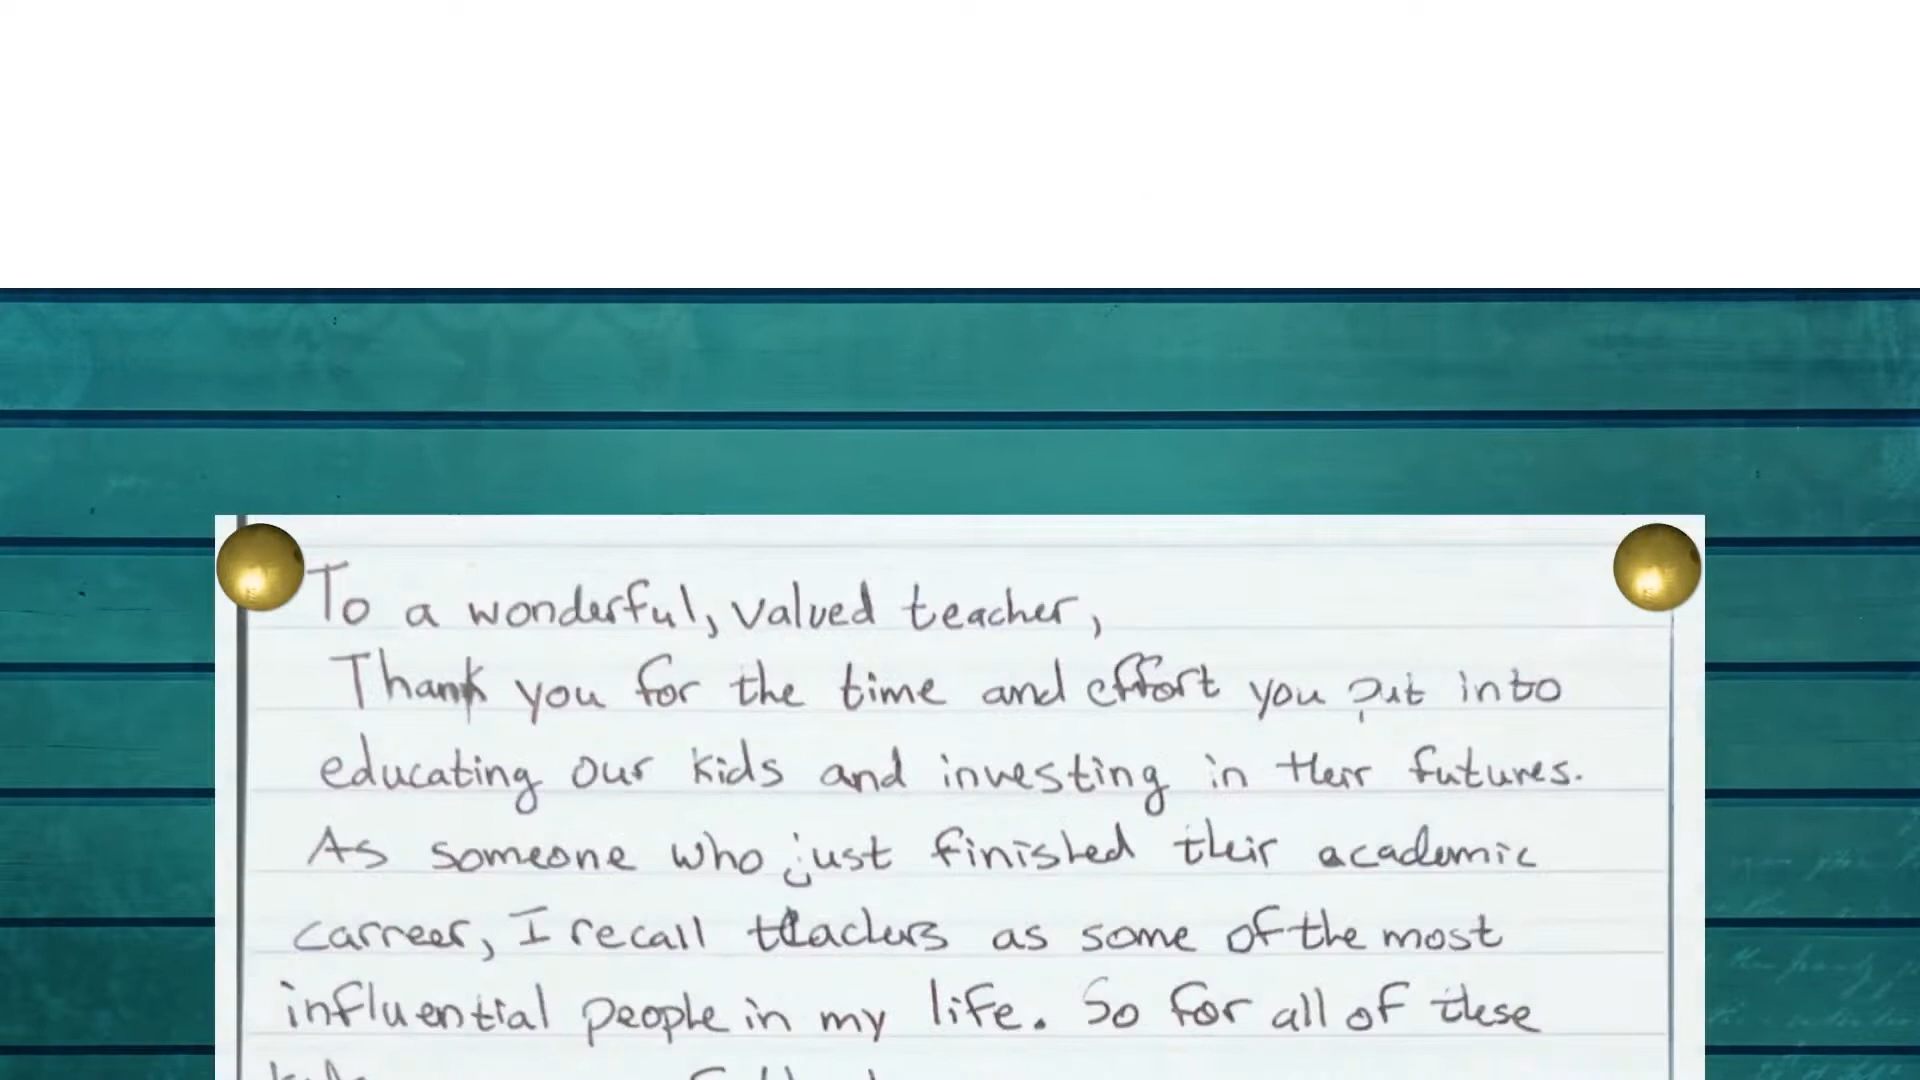 To a wonderful, valued teacher,
Thank you for the time and effort you put into
educating our kids and investing in their futures.
As someone who just finished their academic
carreer, I recall teachers as some of the most
influential people in my life. So for all of these